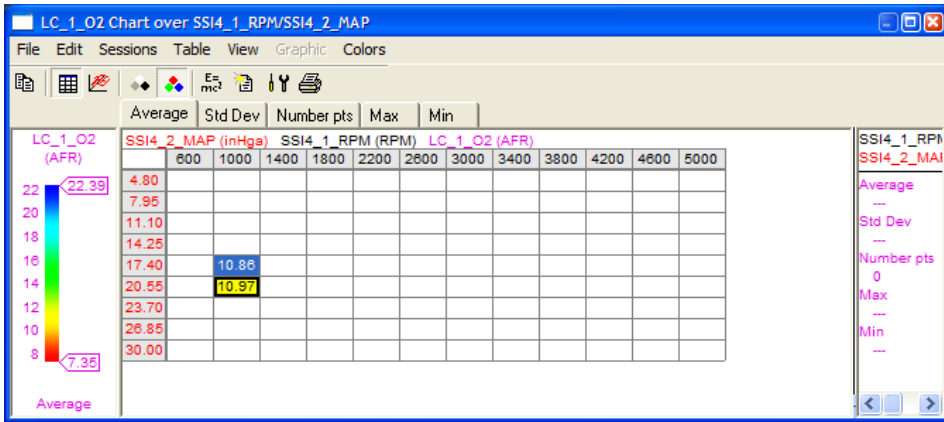 LC_1_O2 Chart over SSI4_1_RPM/SSI4_2_MAP
File Edit Sessions Table View Graphic Colors
E=
mc²
Average Std Dev Number pts Max Min
LC_1_O2
(AFR)
22
22.39
20
18
16
14
12
10
8
7.35
Average
SSI4_2_MAP (inHga) SSI4_1_RPM (RPM) LC_1_O2 (AFR)
600 1000 1400 1800 2200 2600 3000 3400 3800 4200 4600 5000
4.80
7.95
11.10
14.25
17.40 10.86
20.55 10.97
23.70
26.85
30.00
SSI4_1_RPM
SSI4_2_MA
Average
---
Std Dev
---
Number pts
0
Max
---
Min
---